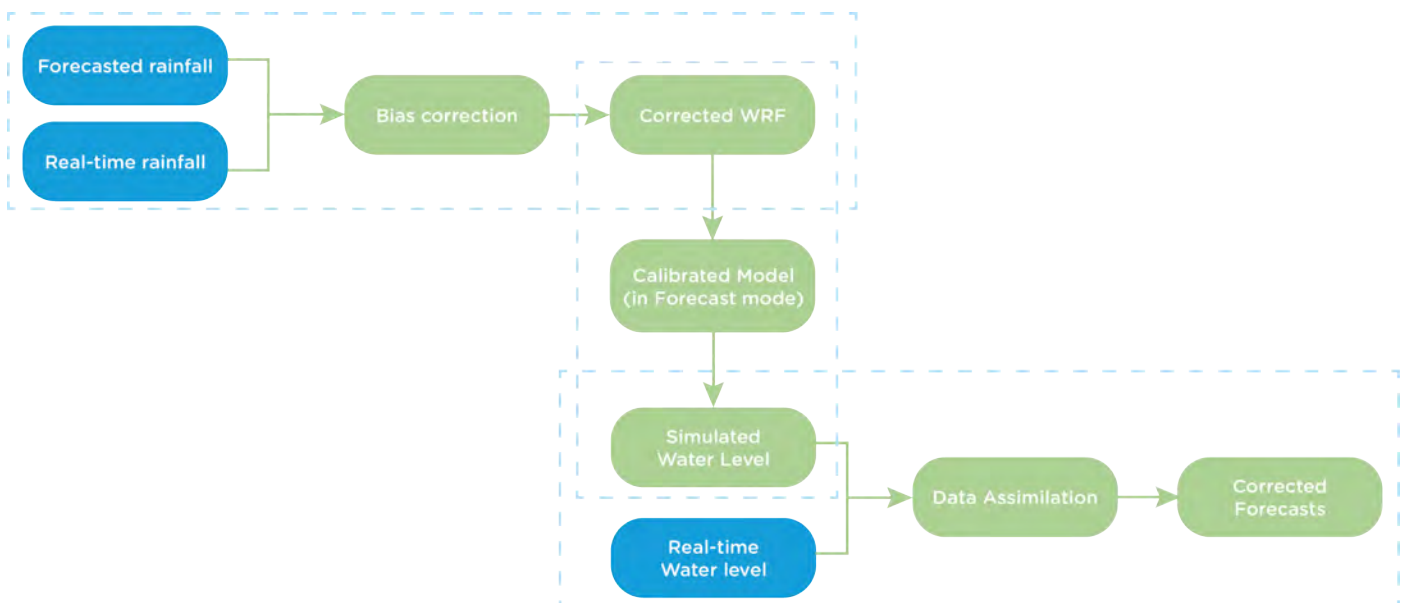 Forecasted rainfall
Real-time rainfall
Bias correction
Corrected WRF
Calibrated Model
(in Forecast mode)
Simulated
Water Level
Real-time
Water level
Data Assimilation
Corrected
Forecasts